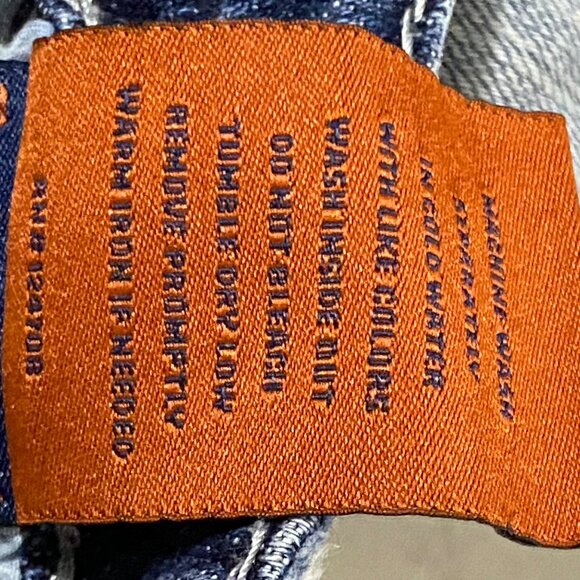 MACHINE WASH
SEPARATELY
IN COLD WATER
WITH LIKE COLORS
WASH INSIDE OUT
DO NOT BLEACH
TUMBLE DRY LOW
REMOVE PROMPTLY
WARM IRON IF NEEDED
RN# 124708